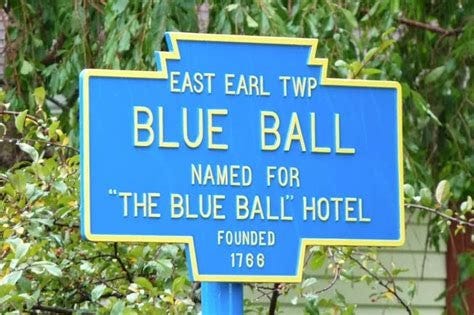 EAST EARL TWP
BLUE BALL
NAMED FOR
"THE BLUE BALL" HOTEL
FOUNDED
1766